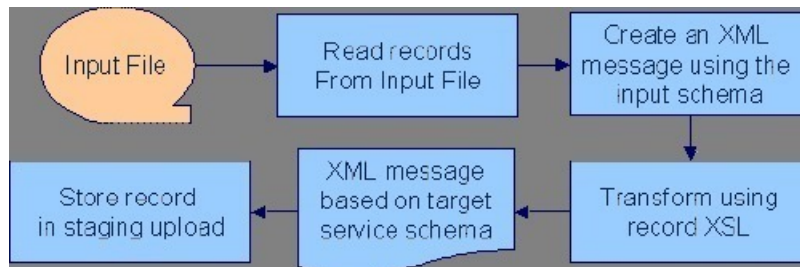 Input File
Read records
From Input File
Create an XML
message using the
input schema
Transform using
record XSL
XML message
based on target
service schema
Store record
in staging upload